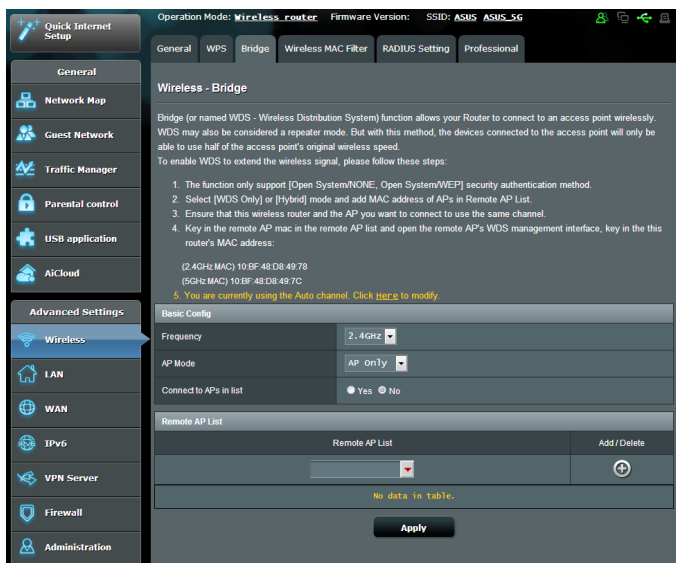 Quick Internet
Setup
General
Network Map
Guest Network
Traffic Manager
Parental control
USB application
AiCloud
Advanced Settings
Wireless
LAN
WAN
IPv6
VPN Server
Firewall
Administration
Operation Mode: Wireless router Firmware Version: SSID: ASUS ASUS_5G
General WPS Bridge Wireless MAC Filter RADIUS Setting Professional
Wireless - Bridge
Bridge (or named WDS - Wireless Distribution System) function allows your Router to connect to an access point wirelessly.
WDS may also be considered a repeater mode. But with this method, the devices connected to the access point will only be
able to use half of the access point's original wireless speed.
To enable WDS to extend the wireless signal, please follow these steps:
1. The function only support [Open System/NONE, Open System/WEP] security authentication method.
2. Select [WDS Only] or [Hybrid] mode and add MAC address of APs in Remote AP List.
3. Ensure that this wireless router and the AP you want to connect to use the same channel.
4. Key in the remote AP mac in the remote AP list and open the remote AP's WDS management interface, key in the this
router's MAC address:
(2.4GHz MAC) 10:BF:48:D8:49:78
(5GHz MAC) 10:BF:48:D8:49:7C
5. You are currently using the Auto channel. Click Here to modify.
Basic Config
Frequency 2.4GHz
AP Mode AP Only
Connect to APs in list Yes No
Remote AP List
Remote AP List Add / Delete
No data in table.
Apply